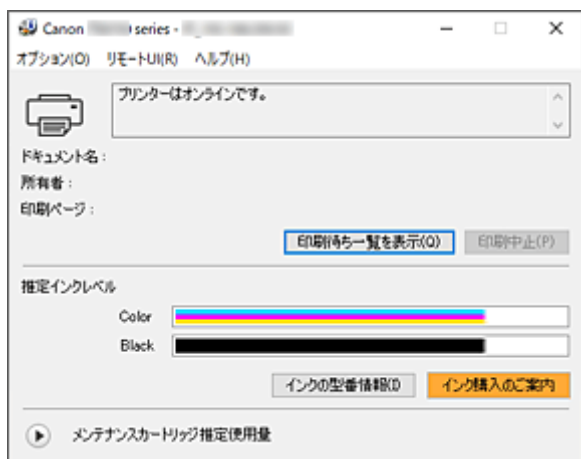 Canon series -
オプション(O) リモートUI(R) ヘルプ(H)
プリンターはオンラインです。
ドキュメント名：
所有者：
印刷ページ：
印刷待ち一覧を表示(Q) 印刷中止(P)
推定インクレベル
Color
Black
インクの型番情報(I) インク購入のご案内
メンテナンスカートリッジ推定使用量